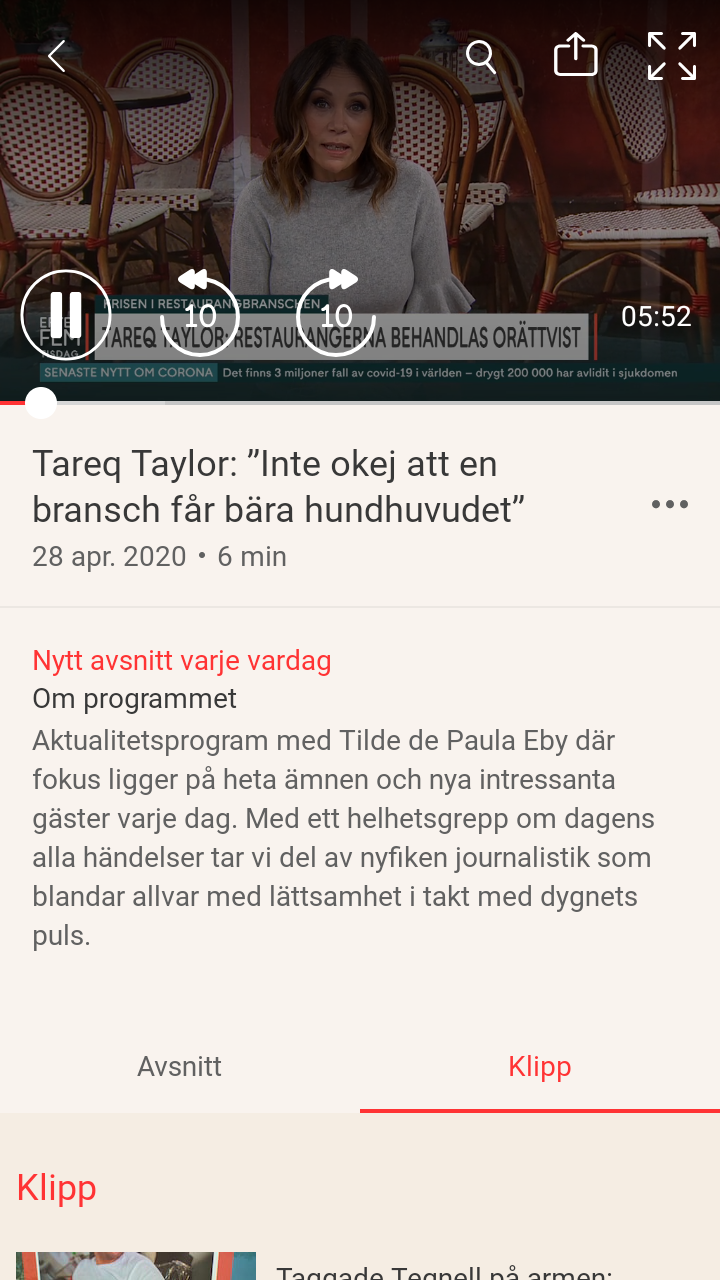 KRISEN I RESTAURANGBRANSCHEN
EFTER
FEM
TISDAG
TAREQ TAYLOR: RESTAURANGERNA BEHANDLAS ORÄTTVIST
SENASTE NYTT OM CORONA Det finns 3 miljoner fall av covid-19 i världen – drygt 200 000 har avlidit i sjukdomen
10
10
05:52
Tareq Taylor: ”Inte okej att en
bransch får bära hundhuvudet”
28 apr. 2020 • 6 min
Nytt avsnitt varje vardag
Om programmet
Aktualitetsprogram med Tilde de Paula Eby där
fokus ligger på heta ämnen och nya intressanta
gäster varje dag. Med ett helhetsgrepp om dagens
alla händelser tar vi del av nyfiken journalistik som
blandar allvar med lättsamhet i takt med dygnets
puls.
Avsnitt
Klipp
Klipp
Taggade Tegnell på armen: